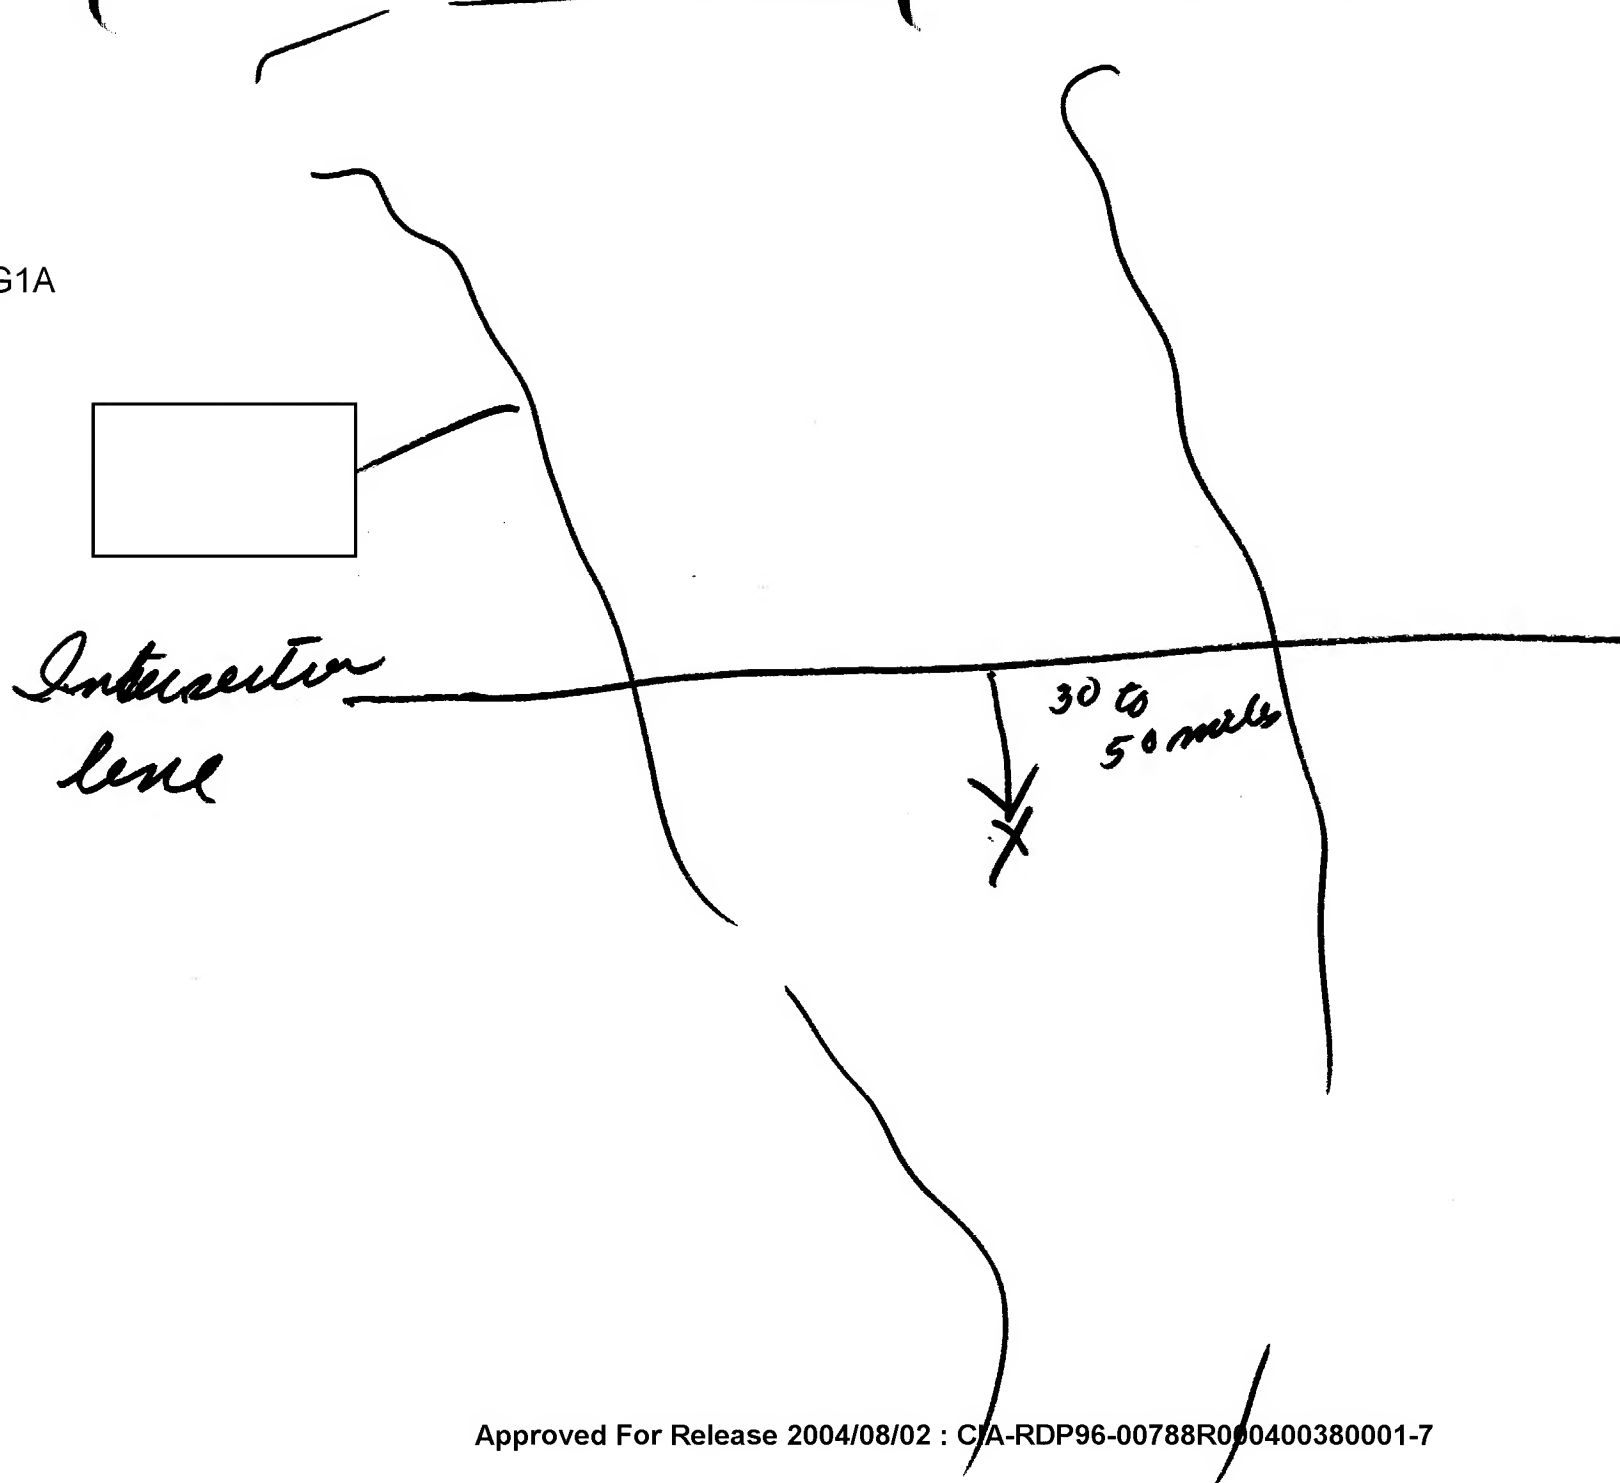 G1A
Intersection
line
30 to
50 miles
X
Approved For Release 2004/08/02 : CIA-RDP96-00788R000400380001-7